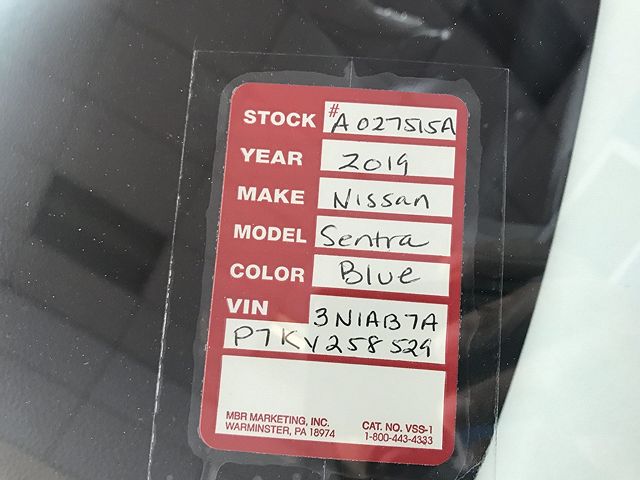 STOCK # A027515A
YEAR 2019
MAKE Nissan
MODEL Sentra
COLOR Blue
VIN 3N1AB7A
P7KY258529
MBR MARKETING, INC. CAT. NO. VSS-1
WARMINSTER, PA 18974 1-800-443-4333